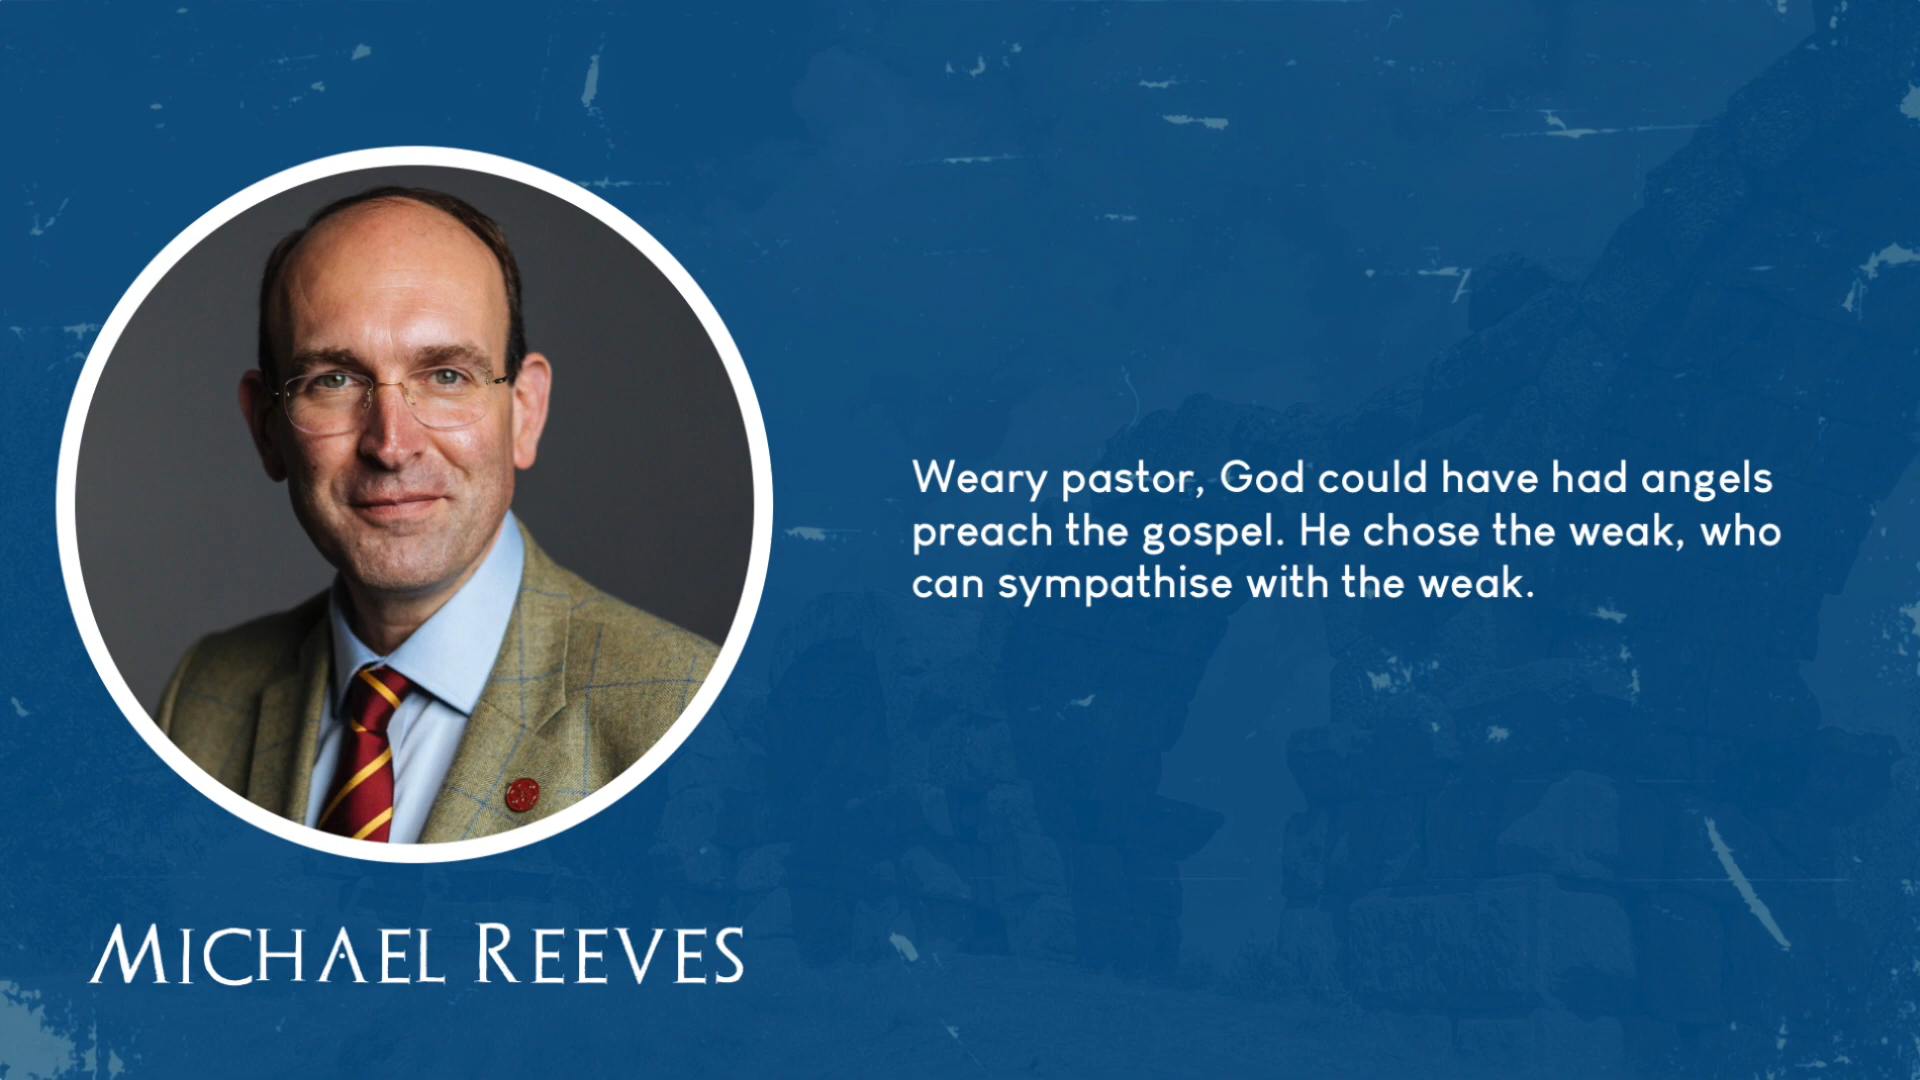 Weary pastor, God could have had angels
preach the gospel. He chose the weak, who
can sympathise with the weak.
Michael Reeves